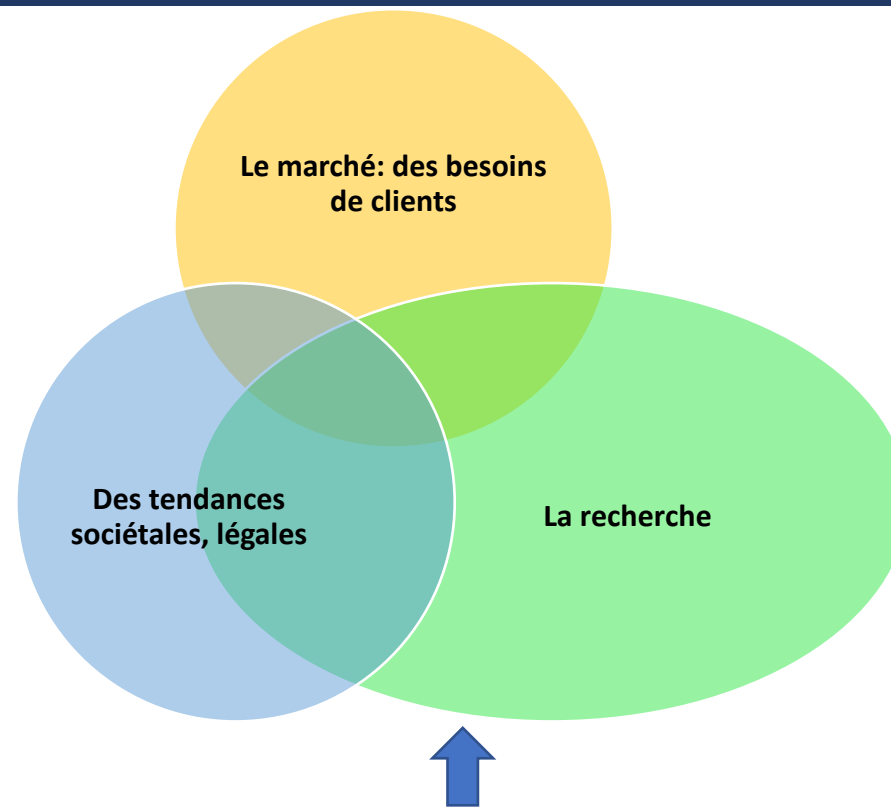 Le marché: des besoins
de clients
Des tendances
sociétales, légales
La recherche